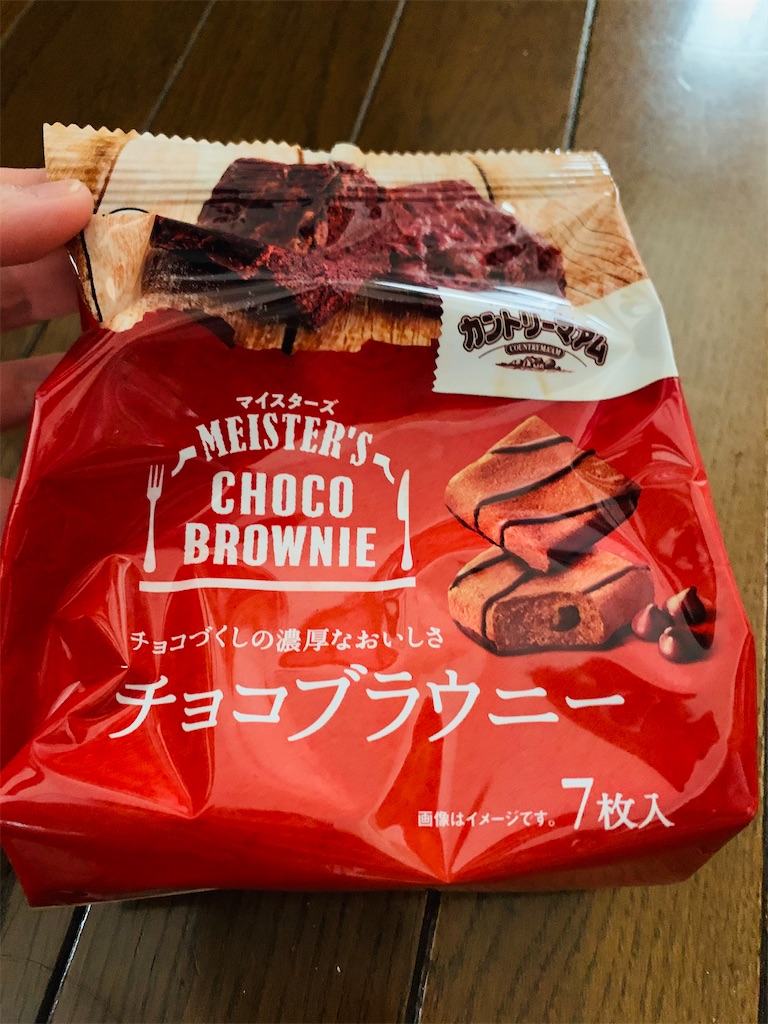 カントリーマアム
COUNTRY MA'AM
マイスターズ
MEISTER'S
CHOCO
BROWNIE
チョコづくしの濃厚なおいしさ
チョコブラウニー
画像はイメージです。 7枚入